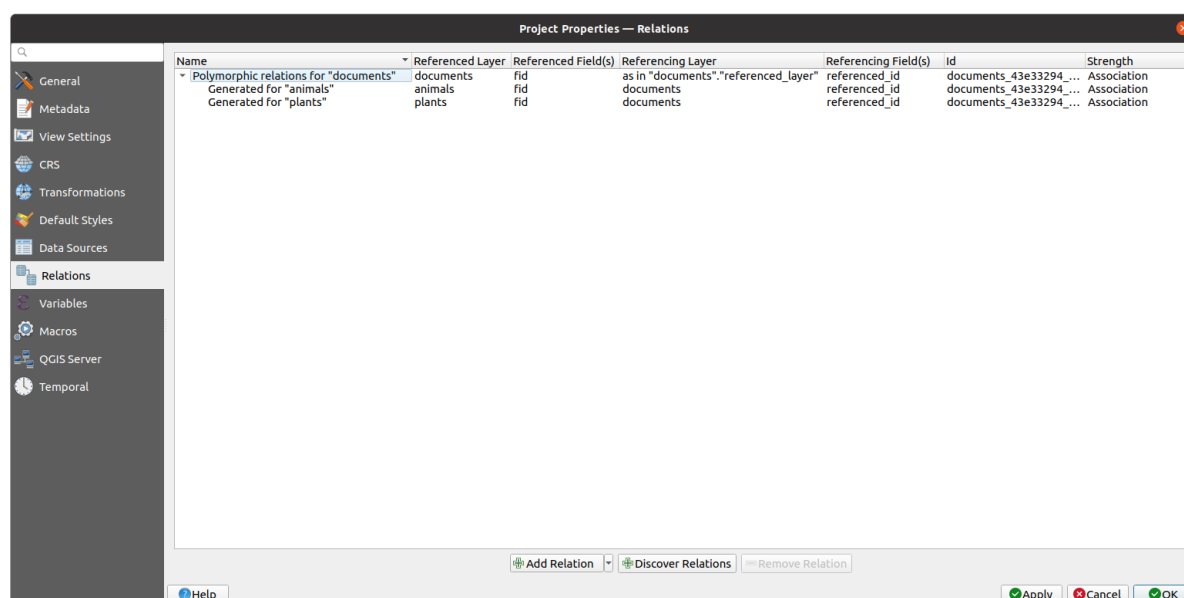 Project Properties — Relations
General
Metadata
View Settings
CRS
Transformations
Default Styles
Data Sources
Relations
Variables
Macros
QGIS Server
Temporal
Name Referenced Layer Referenced Field(s) Referencing Layer Referencing Field(s) Id Strength
Polymorphic relations for "documents" documents fid as in "documents"."referenced_layer" referenced_id documents_43e33294_... Association
Generated for "animals" animals fid documents referenced_id documents_43e33294_... Association
Generated for "plants" plants fid documents referenced_id documents_43e33294_... Association
Add Relation Discover Relations Remove Relation
Help Apply Cancel OK